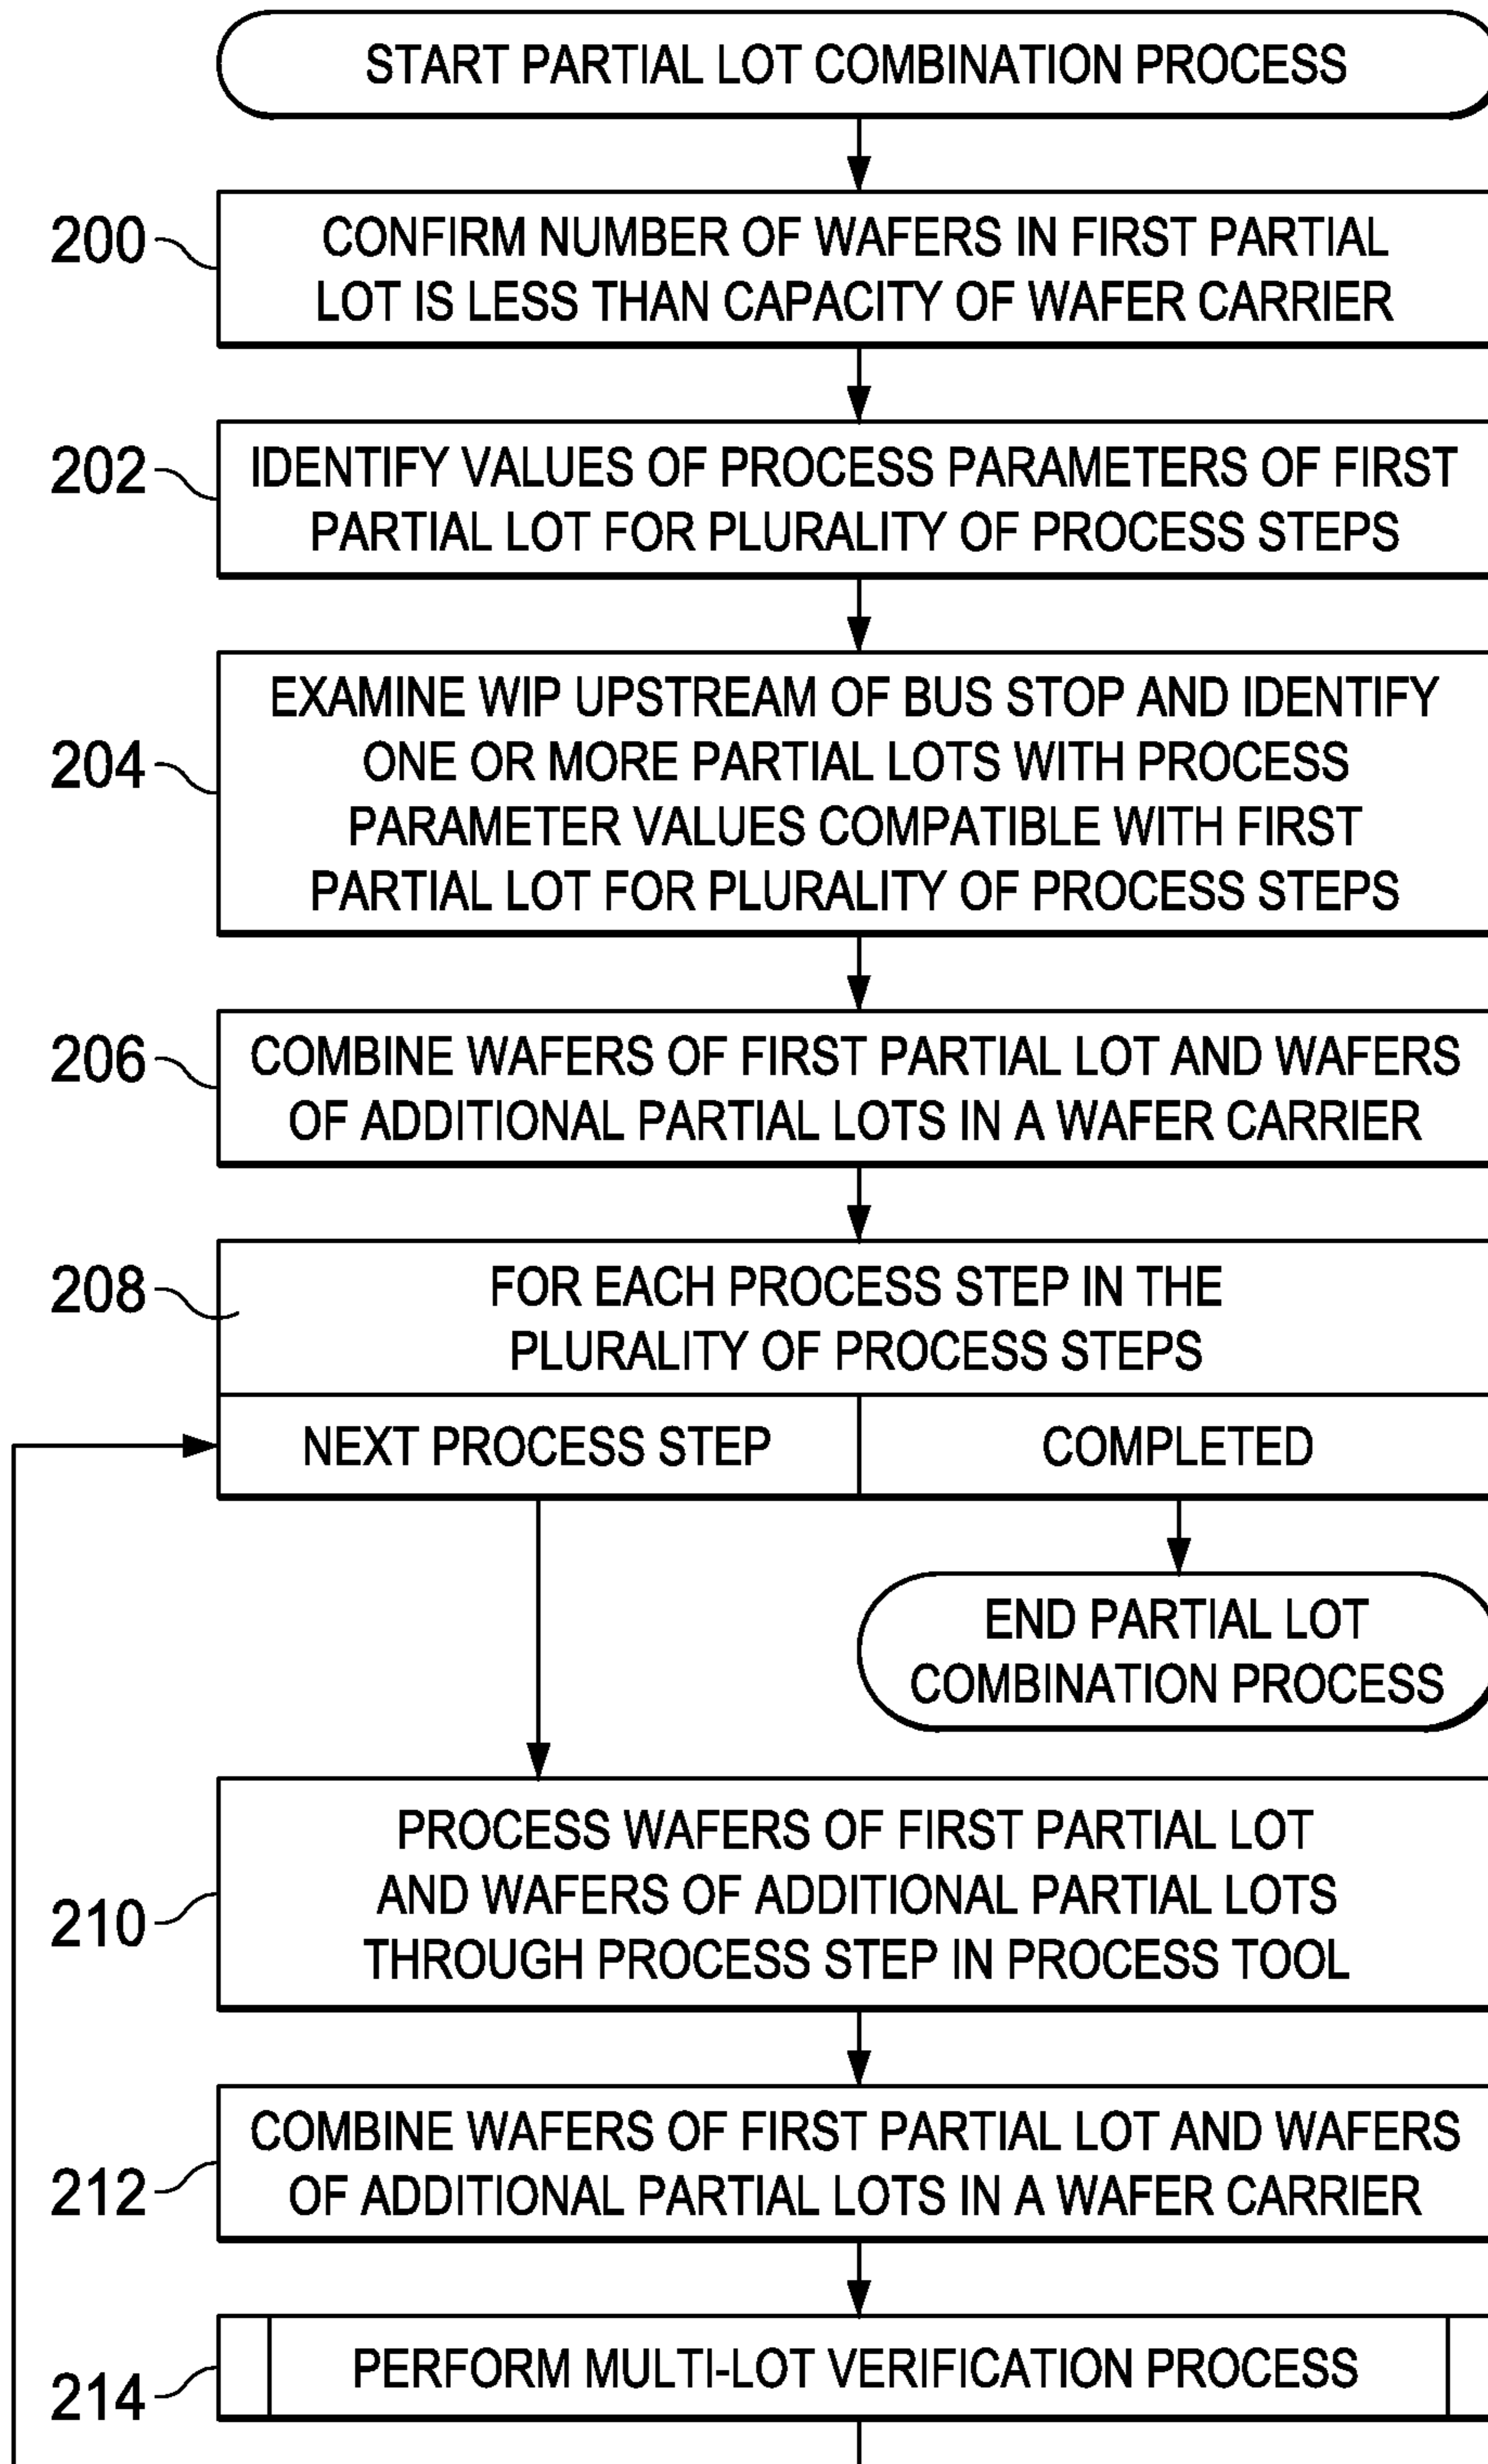 START PARTIAL LOT COMBINATION PROCESS
200
CONFIRM NUMBER OF WAFERS IN FIRST PARTIAL
LOT IS LESS THAN CAPACITY OF WAFER CARRIER
202
IDENTIFY VALUES OF PROCESS PARAMETERS OF FIRST
PARTIAL LOT FOR PLURALITY OF PROCESS STEPS
204
EXAMINE WIP UPSTREAM OF BUS STOP AND IDENTIFY
ONE OR MORE PARTIAL LOTS WITH PROCESS
PARAMETER VALUES COMPATIBLE WITH FIRST
PARTIAL LOT FOR PLURALITY OF PROCESS STEPS
206
COMBINE WAFERS OF FIRST PARTIAL LOT AND WAFERS
OF ADDITIONAL PARTIAL LOTS IN A WAFER CARRIER
208
FOR EACH PROCESS STEP IN THE
PLURALITY OF PROCESS STEPS
NEXT PROCESS STEP
COMPLETED
END PARTIAL LOT
COMBINATION PROCESS
210
PROCESS WAFERS OF FIRST PARTIAL LOT
AND WAFERS OF ADDITIONAL PARTIAL LOTS
THROUGH PROCESS STEP IN PROCESS TOOL
212
COMBINE WAFERS OF FIRST PARTIAL LOT AND WAFERS
OF ADDITIONAL PARTIAL LOTS IN A WAFER CARRIER
214
PERFORM MULTI-LOT VERIFICATION PROCESS